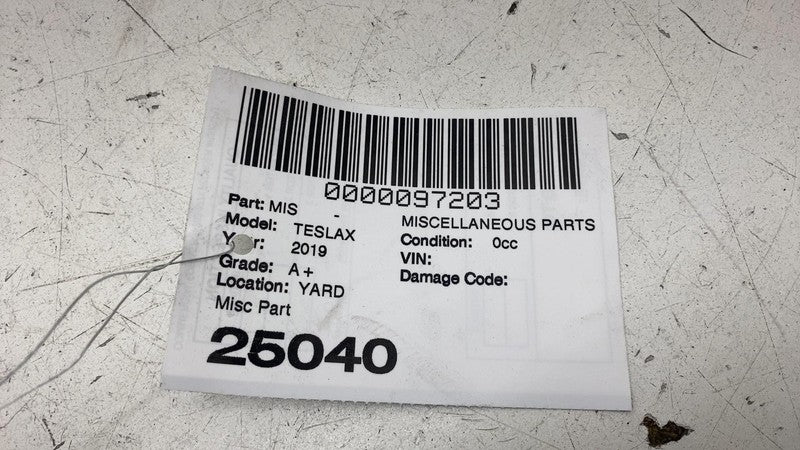 0000097203
Part: MIS - MISCELLANEOUS PARTS
Model: TESLAX Condition: 0cc
Year: 2019 VIN:
Grade: A+ Damage Code:
Location: YARD
Misc Part
25040